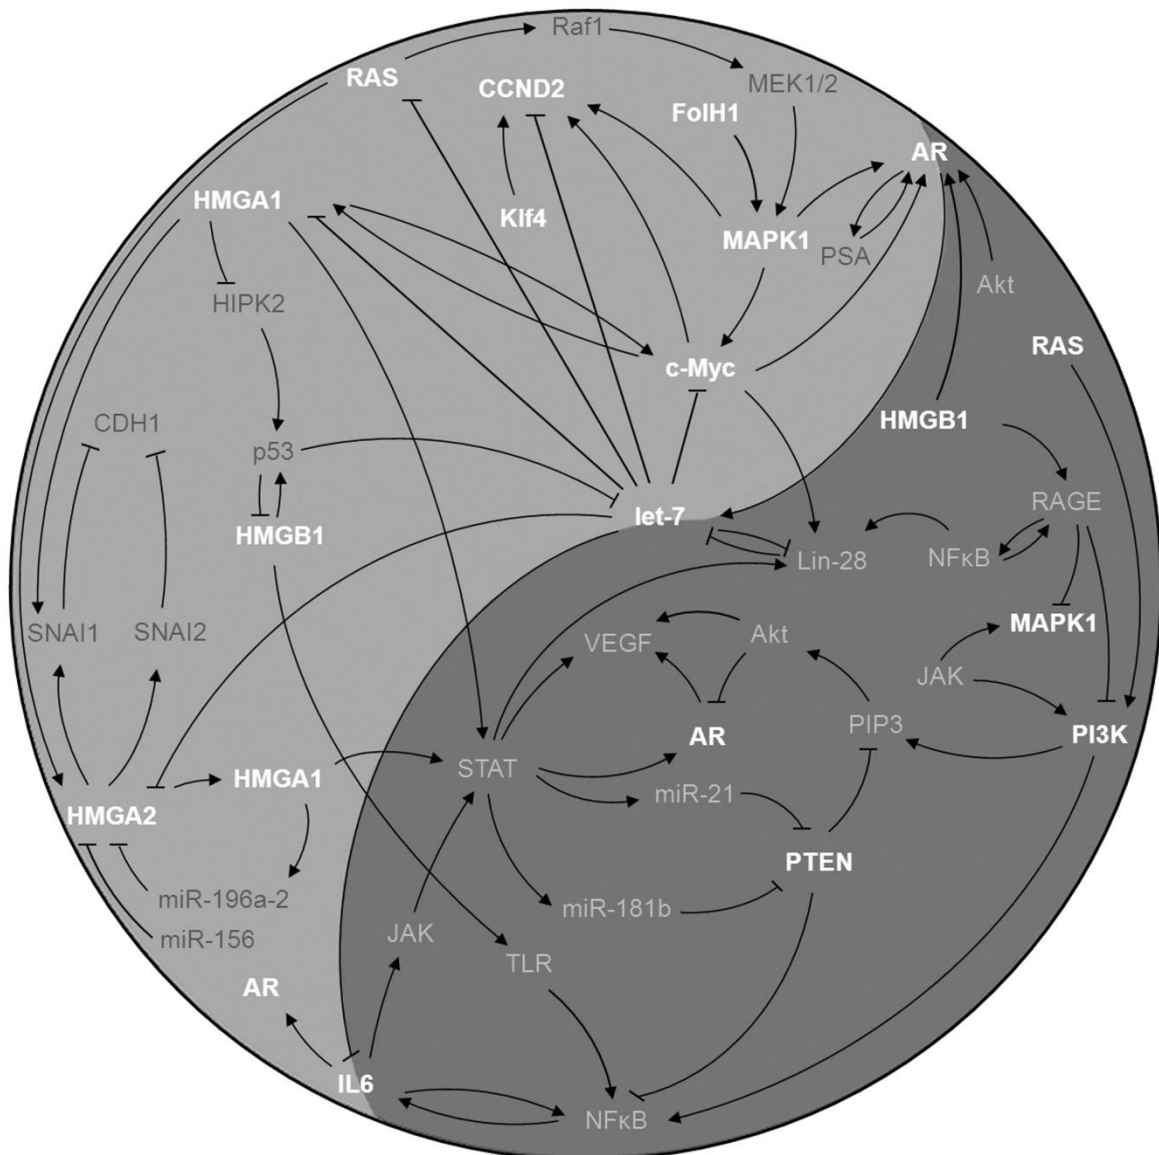 Raf1
RAS
CCND2
MEK1/2
FolH1
AR
HMGA1
Klf4
MAPK1
PSA
Akt
HIPK2
RAS
c-Myc
CDH1
HMGB1
p53
RAGE
let-7
HMGB1
Lin-28
NFκB
SNAI1
SNAI2
VEGF
Akt
MAPK1
JAK
PIP3
AR
PI3K
STAT
HMGA1
miR-21
HMGA2
PTEN
miR-196a-2
miR-181b
miR-156
JAK
TLR
AR
IL6
NFκB